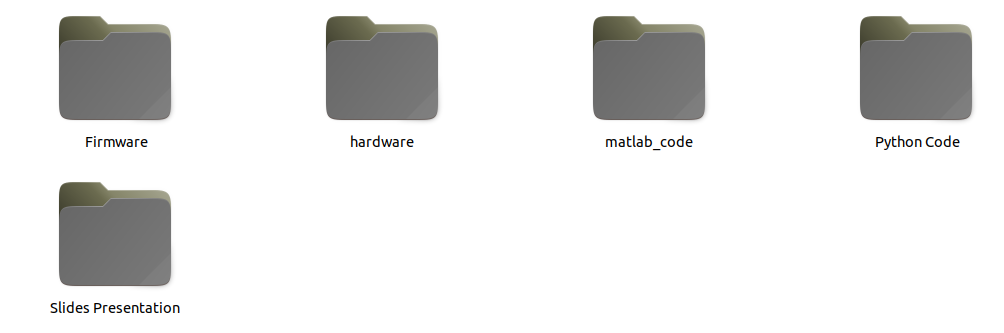 Firmware
hardware
matlab_code
Python Code
Slides Presentation